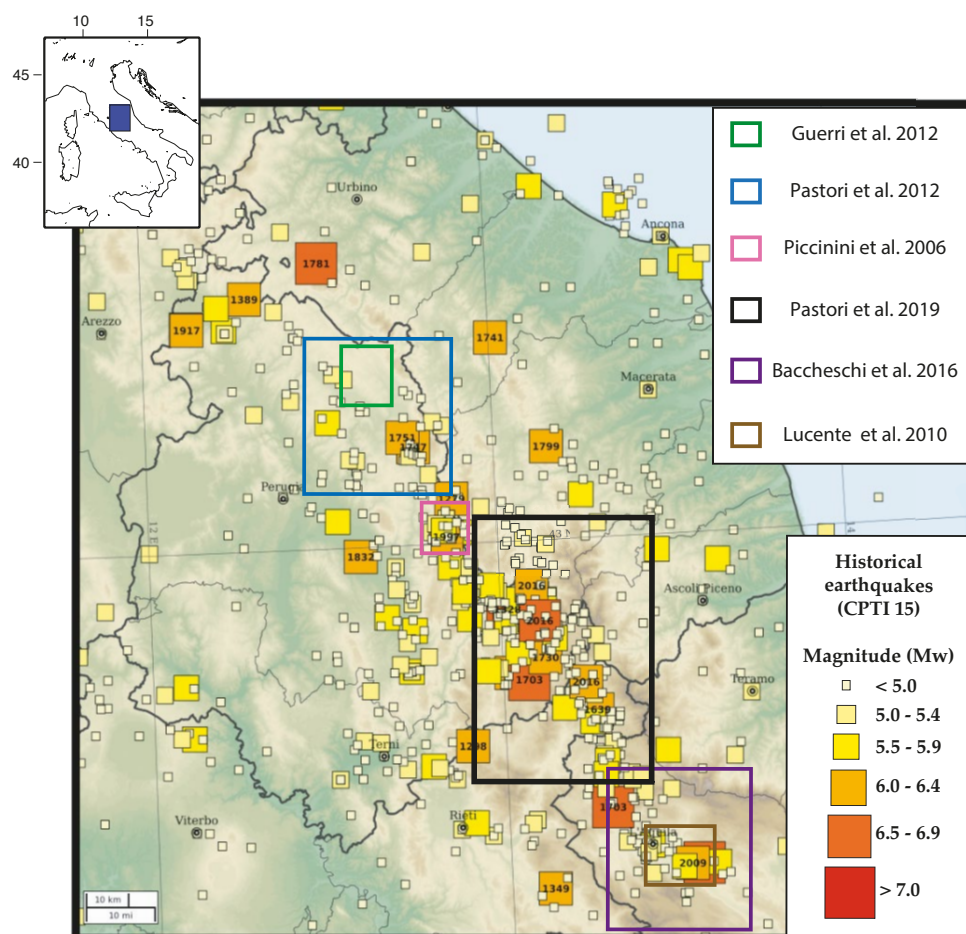 10
15
45
40
Guerri et al. 2012
Pastori et al. 2012
Piccinini et al. 2006
Pastori et al. 2019
Baccheschi et al. 2016
Lucente et al. 2010
Urbino
Ancona
1781
1389
Arezzo
1917
1741
Macerata
1751
1799
Perugia
1997
1832
12 E
43 N
14
2016
Ascoli Piceno
2016
1730
1703
2016
1639
Teramo
1298
Terni
Viterbo
Rieti
1703
2009
1349
10 km
10 mi
Historical
earthquakes
(CPTI 15)
Magnitude (Mw)
< 5.0
5.0 - 5.4
5.5 - 5.9
6.0 - 6.4
6.5 - 6.9
> 7.0